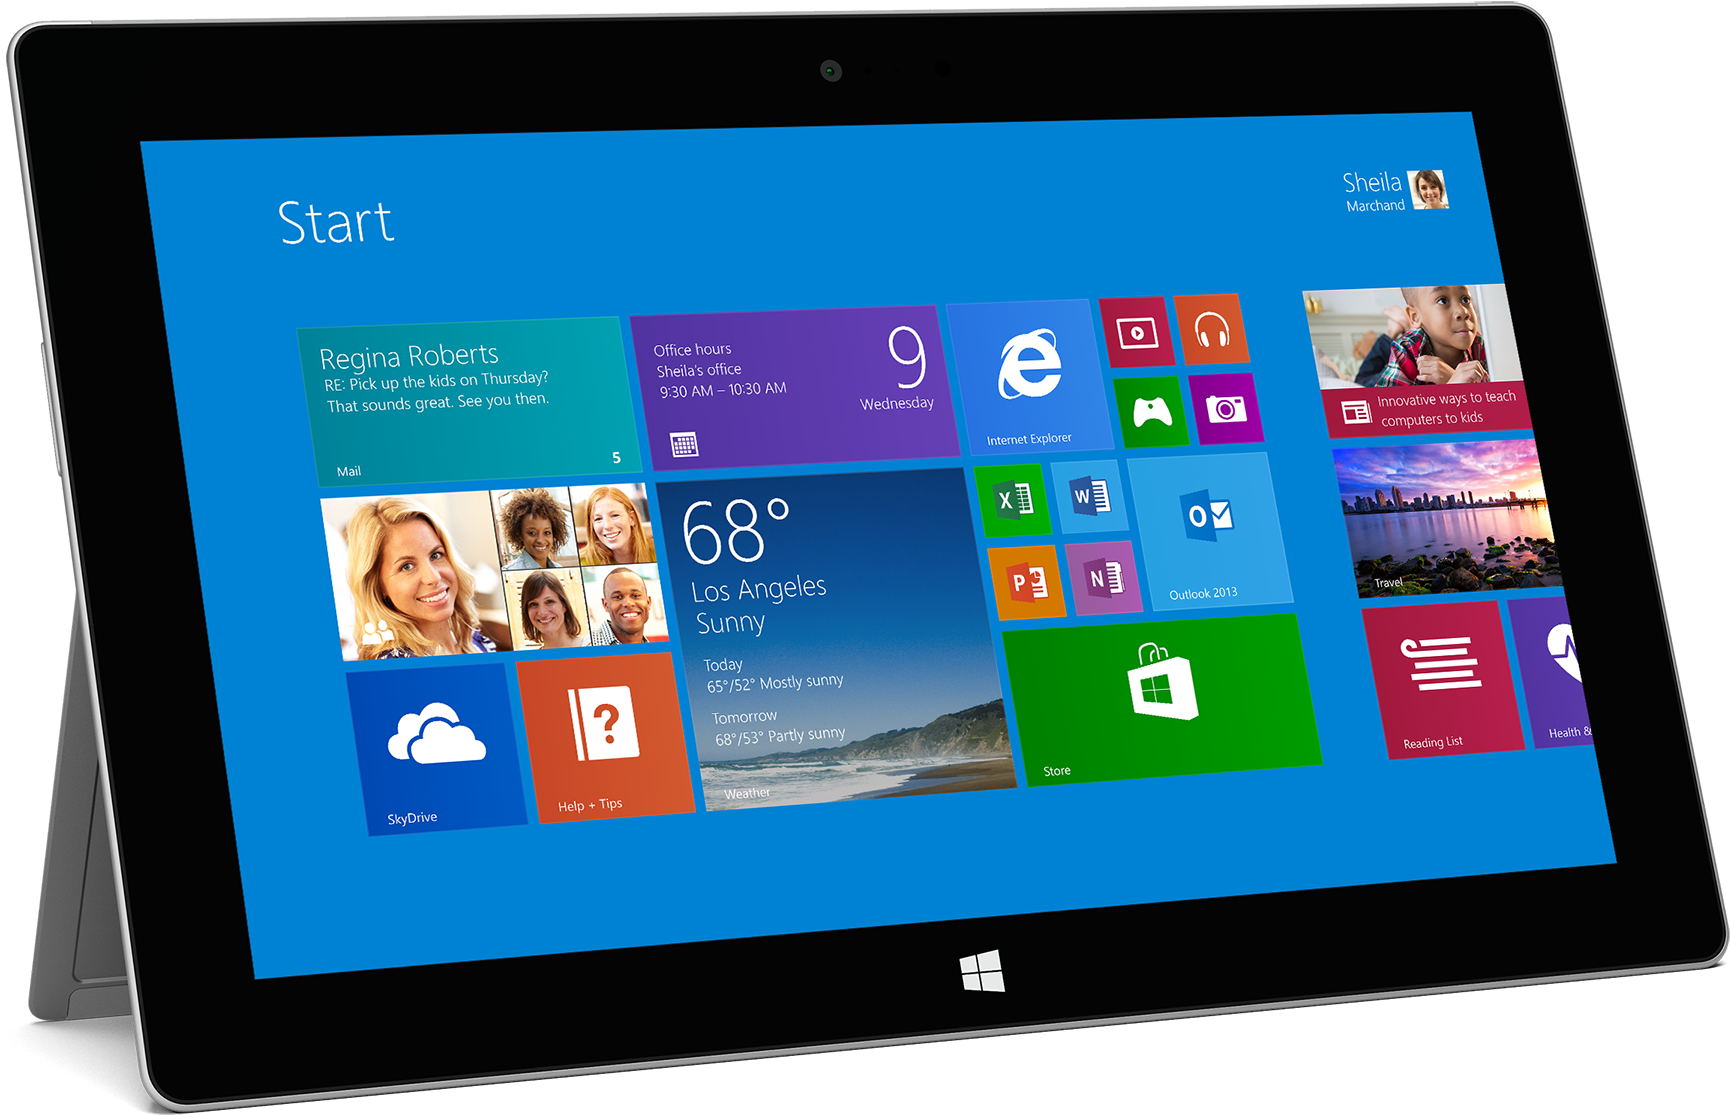 Start
Sheila
Marchand
Regina Roberts
RE: Pick up the kids on Thursday?
That sounds great. See you then.
Mail
5
Office hours
Sheila's office
9:30 AM – 10:30 AM
9
Wednesday
Internet Explorer
Innovative ways to teach
computers to kids
68°
Los Angeles
Sunny
Today
65°/52° Mostly sunny
Tomorrow
68°/53° Partly sunny
Weather
X
W
P
N
O
Outlook 2013
Travel
SkyDrive
?
Help + Tips
Store
Reading List
Health &